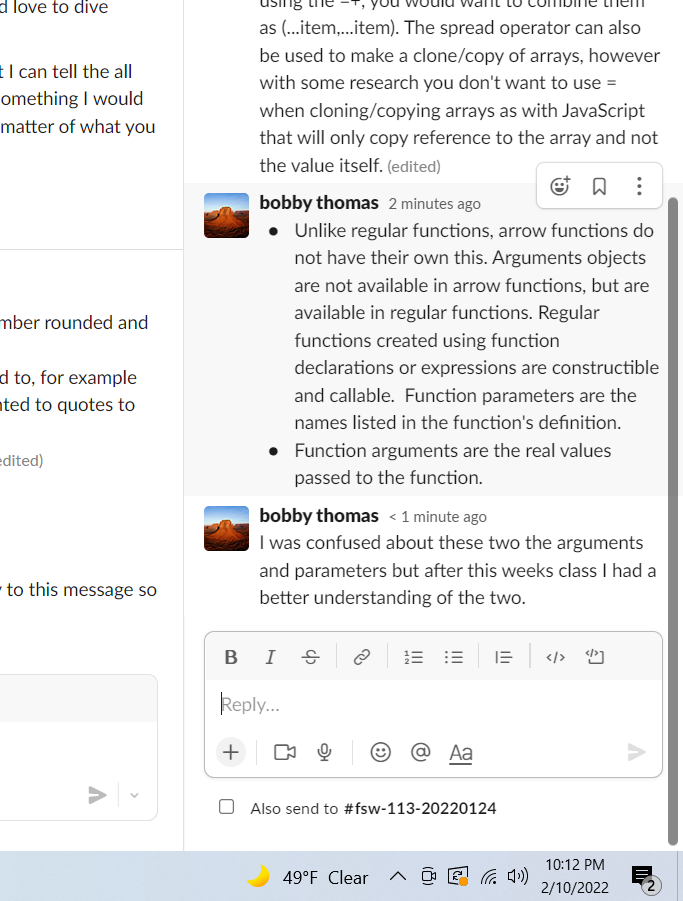 d love to dive
t I can tell the all
omething I would
matter of what you
mber rounded and
d to, for example
nted to quotes to
edited)
to this message so
using the =+, you would want to combine them
as (...item,...item). The spread operator can also
be used to make a clone/copy of arrays, however
with some research you don't want to use =
when cloning/copying arrays as with JavaScript
that will only copy reference to the array and not
the value itself. (edited)
bobby thomas 2 minutes ago
• Unlike regular functions, arrow functions do
not have their own this. Arguments objects
are not available in arrow functions, but are
available in regular functions. Regular
functions created using function
declarations or expressions are constructible
and callable.  Function parameters are the
names listed in the function's definition.
• Function arguments are the real values
passed to the function.
bobby thomas < 1 minute ago
I was confused about these two the arguments
and parameters but after this weeks class I had a
better understanding of the two.
B I S
Reply...
@ Aa
Also send to #fsw-113-20220124
49°F Clear
10:12 PM
2/10/2022
2